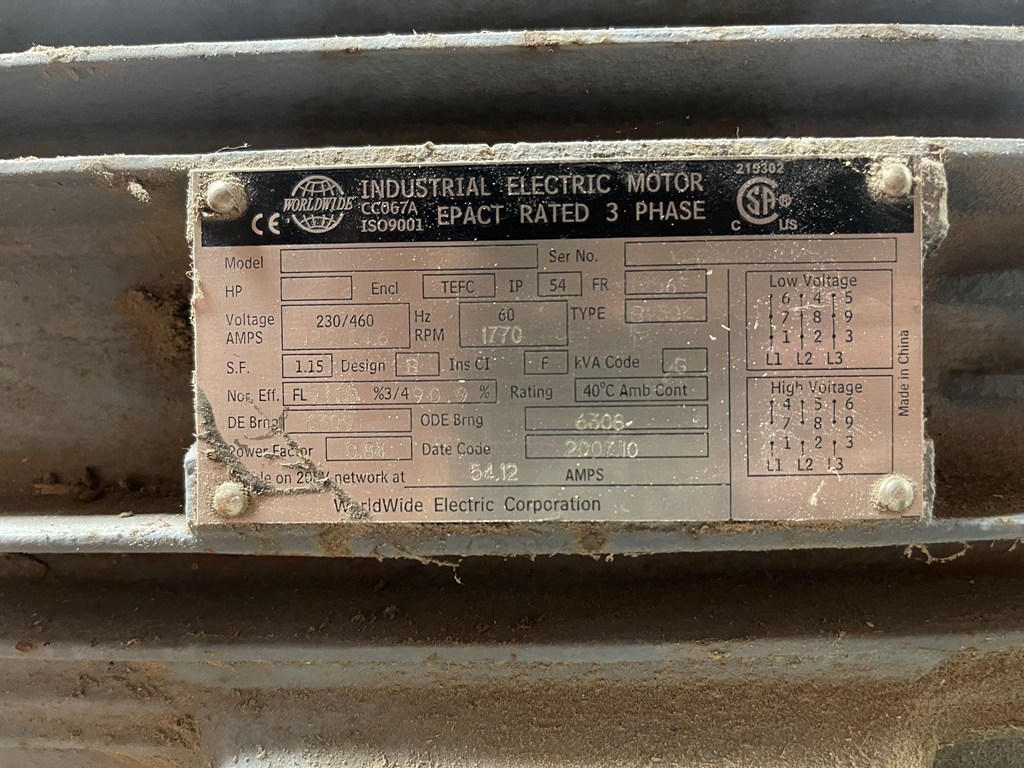 219302
WORLDWIDE
CE
INDUSTRIAL ELECTRIC MOTOR
CC067A
ISO9001
EPACT RATED 3 PHASE
CSA®
C US
Model
Ser No.
HP
Encl TEFC IP 54 FR
Voltage 230/460 Hz 60 TYPE
AMPS RPM 1770
S.F. 1.15 Design B Ins Cl F kVA Code G
Nom. Eff. FL %3/4 % Rating 40°C Amb Cont
DE Brng ODE Brng 6308
Power Factor Date Code 200710
on network at 54.12 AMPS
WorldWide Electric Corporation
Low Voltage
6 4 5
7 8 9
1 2 3
L1 L2 L3
High Voltage
4 5 6
7 8 9
1 2 3
L1 L2 L3
Made in China